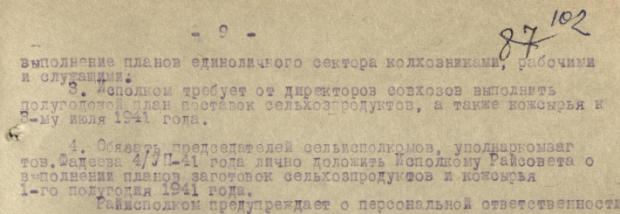 - 9 -
102
87
выполнение планов единоличного сектора колхозниками, рабочими
и служащими.
3. Исполком требует от директоров совхозов выполнить
полугодовой план поставок сельхозпродуктов, а также кожсырья к
3-му июля 1941 года.
4. Обязать председателей сельисполкомов, уполнаркомзаг
тов.Фадеева 4/УП-41 года лично доложить Исполкому Райсовета о
выполнении планов заготовок сельхозпродуктов и кожсырья
1-го полугодия 1941 года.
Райисполком предупреждает о персональной ответственности